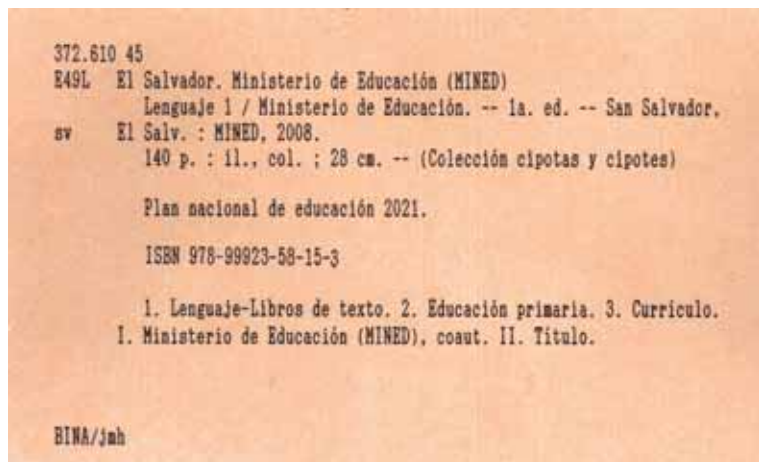 372.610 45
E49L El Salvador. Ministerio de Educación (MINED)
Lenguaje 1 / Ministerio de Educación. -- 1a. ed. -- San Salvador,
sv El Salv. : MINED, 2008.
140 p. : il., col. ; 28 cm. -- (Colección cipotas y cipotes)
Plan nacional de educación 2021.
ISBN 978-99923-58-15-3
1. Lenguaje-Libros de texto. 2. Educación primaria. 3. Currículo.
I. Ministerio de Educación (MINED), coaut. II. Título.
BINA/jmh